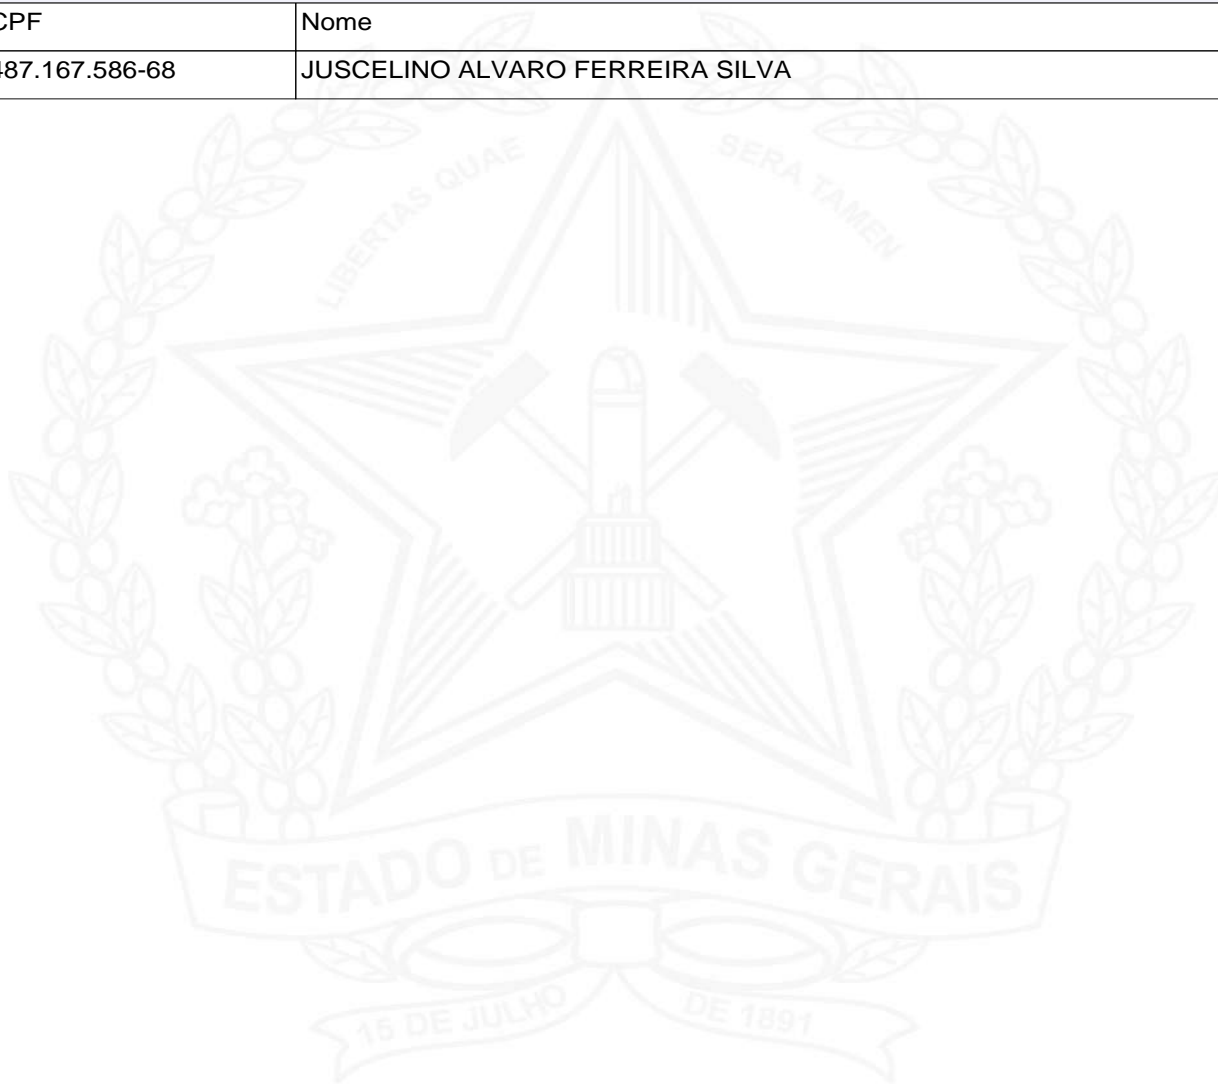 CPF Nome
487.167.586-68 JUSCELINO ALVARO FERREIRA SILVA
LIBERTAS QUAE SERA TAMEN
ESTADO DE MINAS GERAIS
15 DE JULHO DE 1891